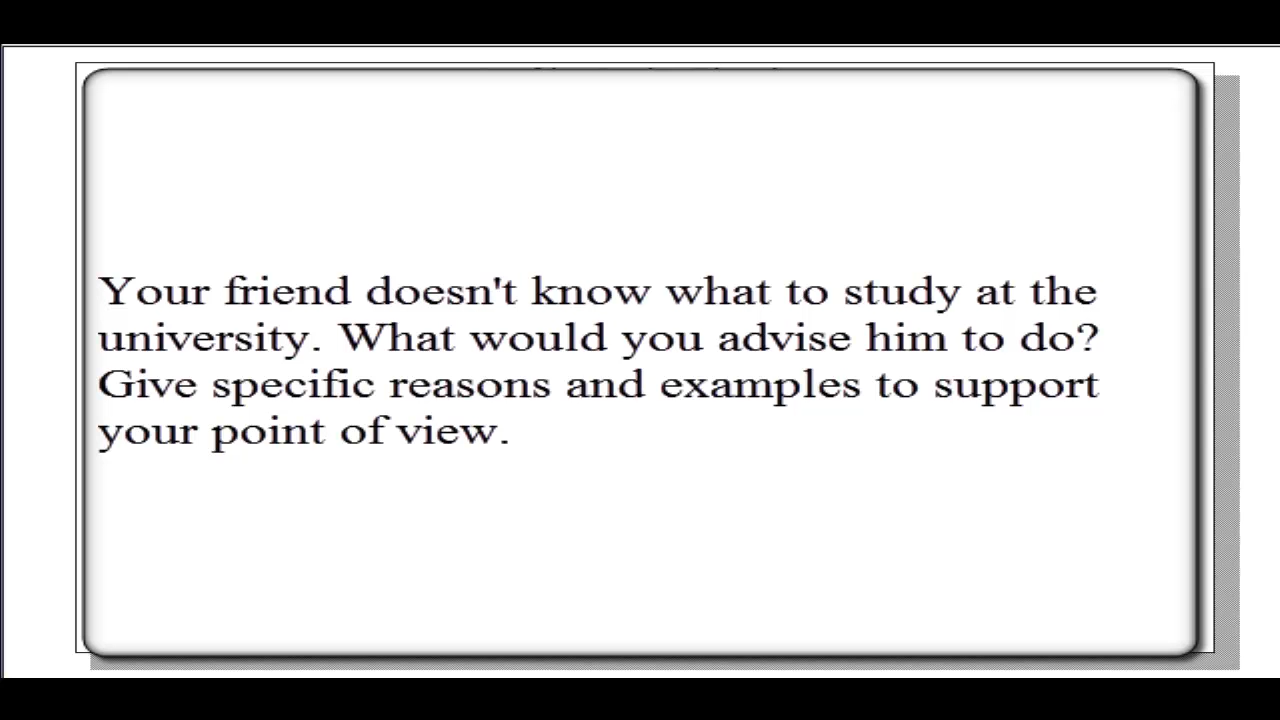 Your friend doesn't know what to study at the
university. What would you advise him to do?
Give specific reasons and examples to support
your point of view.